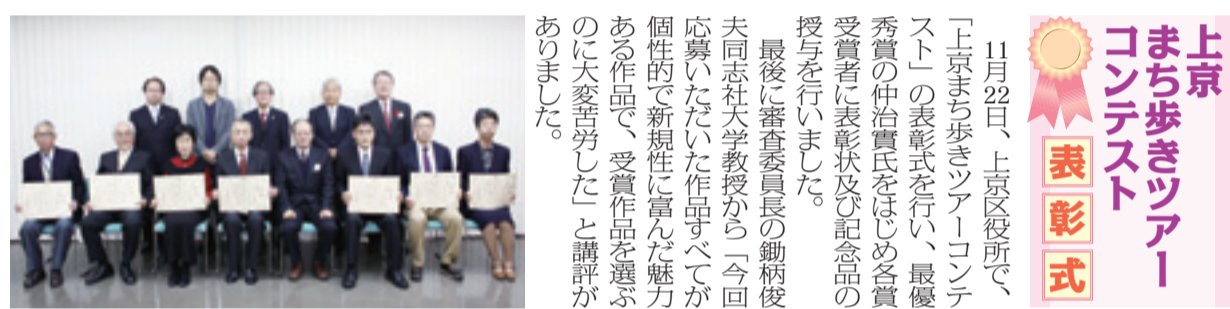 上京
まち歩きツアー
コンテスト
表彰式
11月22日、上京区役所で、
「上京まち歩きツアーコンテ
スト」の表彰式を行い、最優
秀賞の仲治實氏をはじめ各賞
受賞者に表彰状及び記念品の
授与を行いました。
最後に審査委員長の鋤柄俊
夫同志社大学教授から「今回
応募いただいた作品すべてが
個性的で新規性に富んだ魅力
ある作品で、受賞作品を選ぶ
のに大変苦労した」と講評が
ありました。